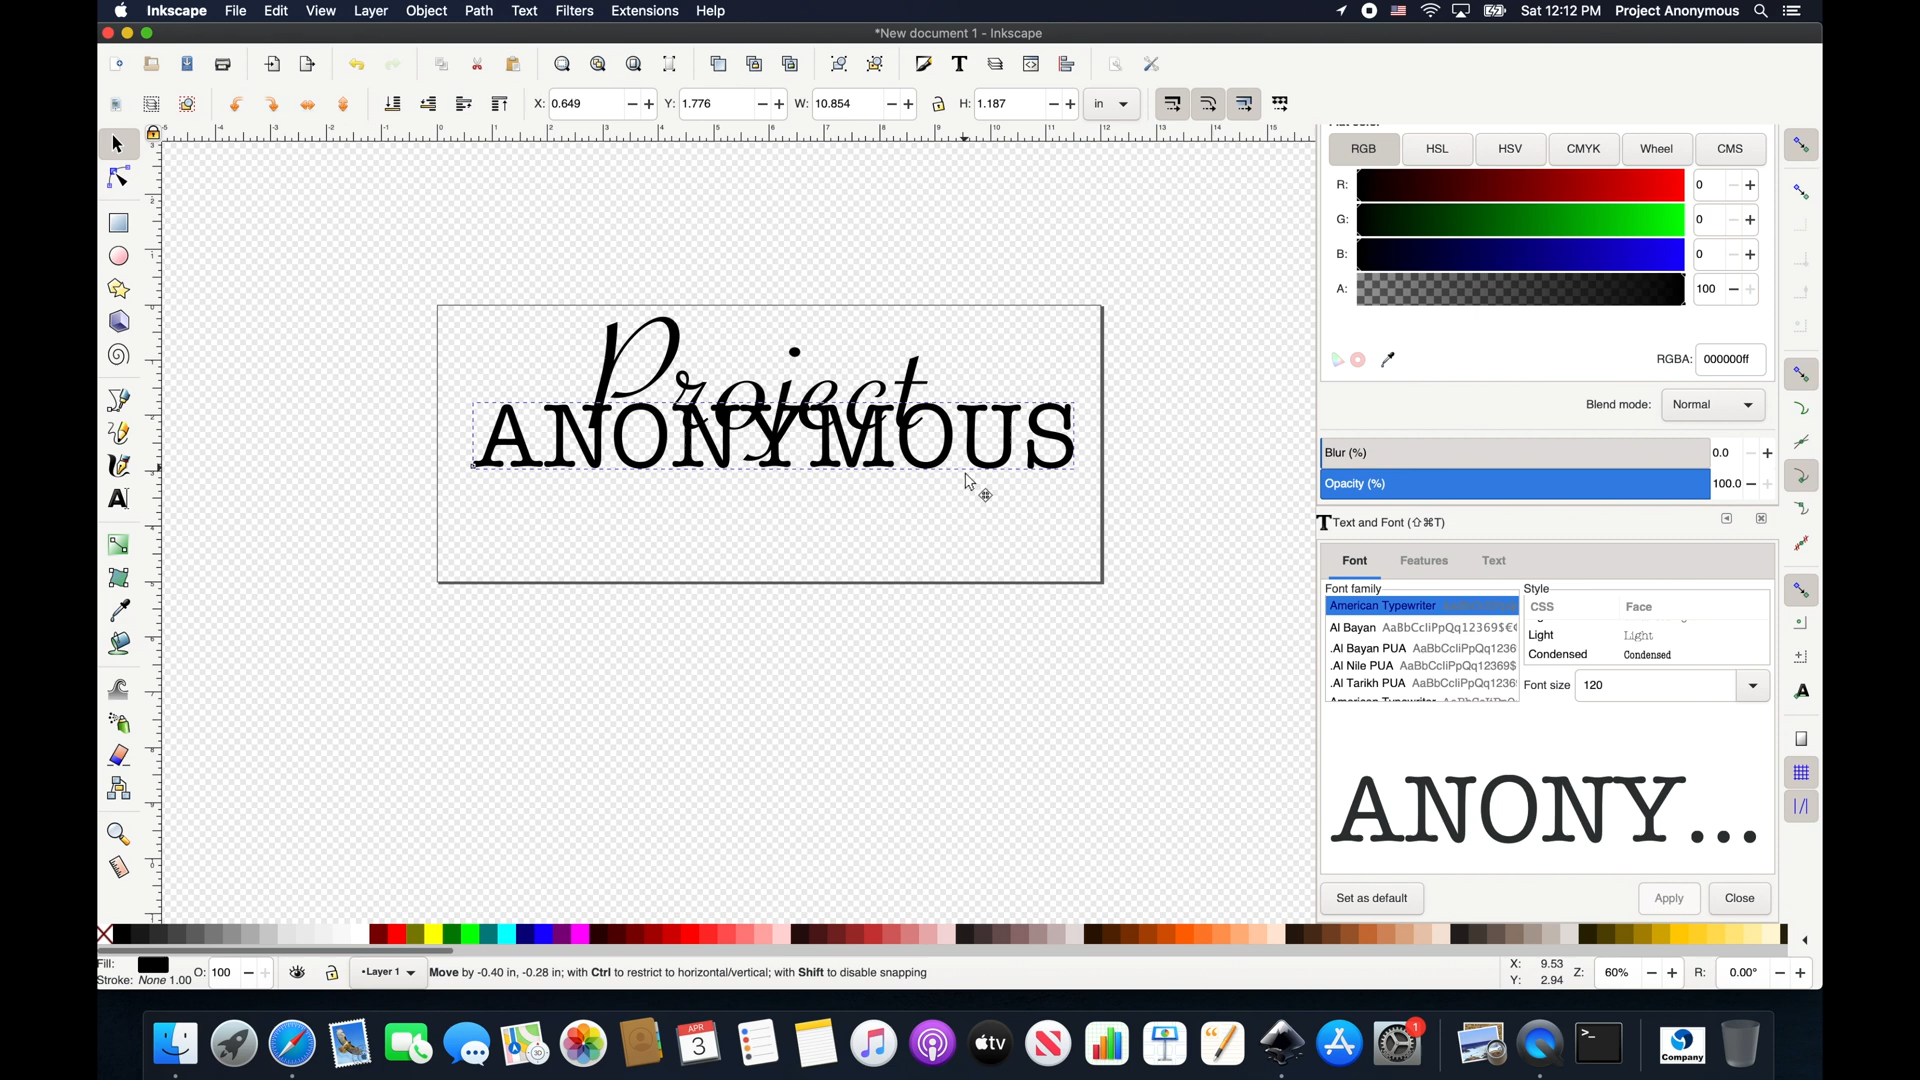 Inkscape File Edit View Layer Object Path Text Filters Extensions Help Sat 12:12 PM Project Anonymous
*New document 1 - Inkscape
X: 0.649 Y: 1.776 W: 10.854 H: 1.187 in
RGB HSL HSV CMYK Wheel CMS
R: 0
G: 0
B: 0
A: 100
RGBA: 000000ff
Blend mode: Normal
Blur (%) 0.0
Opacity (%) 100.0
Project
ANONYMOUS
Text and Font (⇧⌘T)
Font Features Text
Font family Style
American Typewriter CSS Face
Al Bayan AaBbCcIiPpQq12369$€
Light Light
.Al Bayan PUA AaBbCcIiPpQq1236
Condensed Condensed
.Al Nile PUA AaBbCcIiPpQq12369$
.Al Tarikh PUA AaBbCcIiPpQq1236
Font size 120
ANONY...
Set as default Apply Close
Fill: O: 100 •Layer 1 Move by -0.40 in, -0.28 in; with Ctrl to restrict to horizontal/vertical; with Shift to disable snapping X: 9.53 Z: 60% R: 0.00°
Stroke: None 1.00 Y: 2.94
APR
3
tv
1
Company